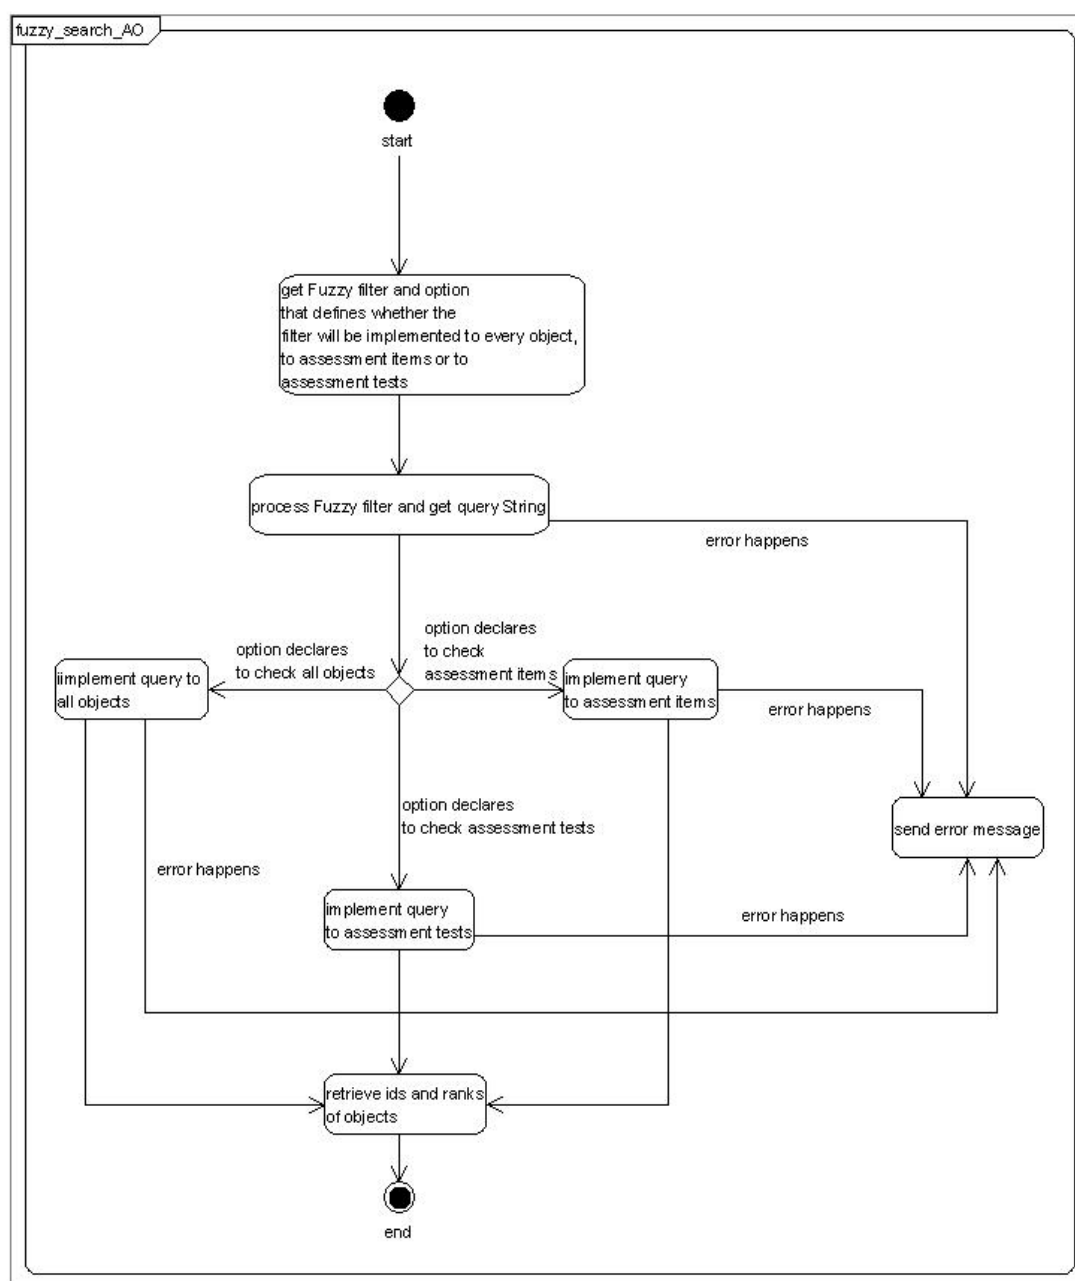 fuzzy_search_AO
start
get Fuzzy filter and option
that defines whether the
filter will be implemented to every object,
to assessment items or to
assessment tests
process Fuzzy filter and get query String
error happens
option declares
to check all objects
option declares
to check
assessment items
iimplement query to
all objects
implement query
to assessment items
error happens
option declares
to check assessment tests
send error message
error happens
implement query
to assessment tests
error happens
retrieve ids and ranks
of objects
end